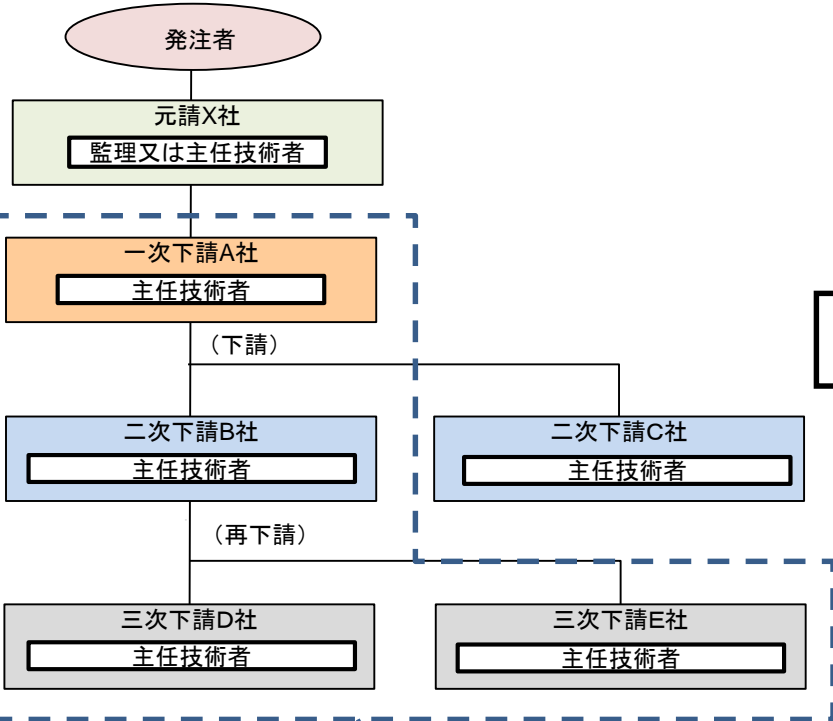 発注者
元請X社
監理又は主任技術者
一次下請A社
主任技術者
（下請）
二次下請B社
主任技術者
二次下請C社
主任技術者
（再下請）
三次下請D社
主任技術者
三次下請E社
主任技術者